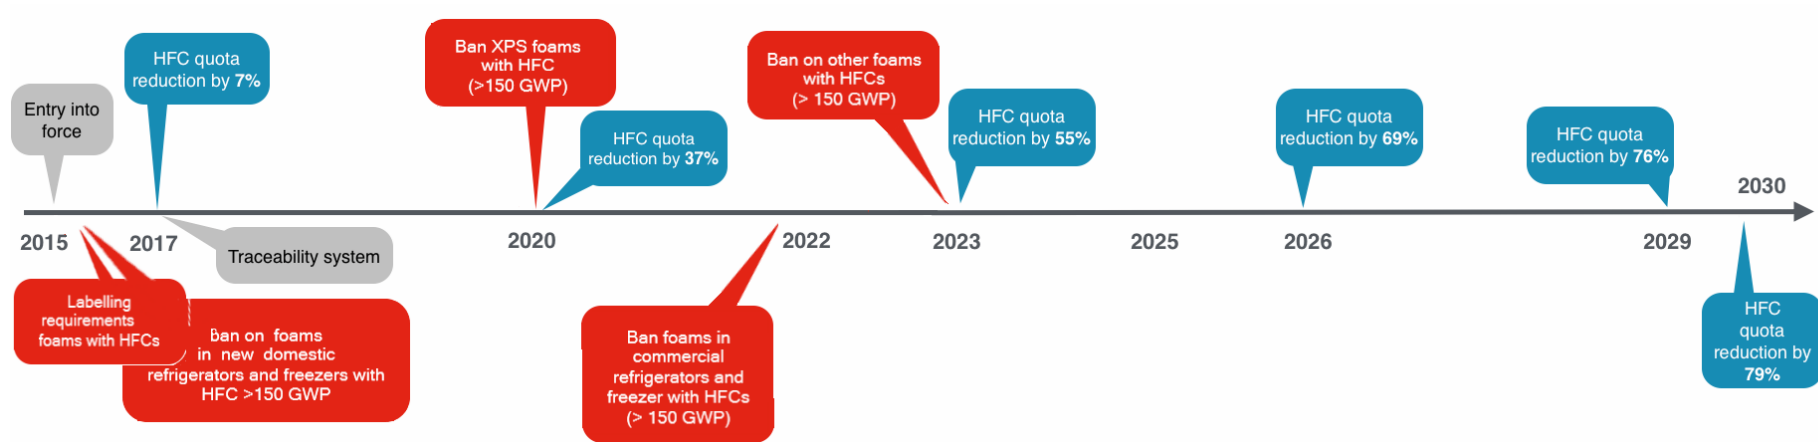 HFC quota
reduction by 7%
Entry into
force
Ban XPS foams
with HFC
(>150 GWP)
HFC quota
reduction by 37%
Ban on other foams
with HFCs
(> 150 GWP)
HFC quota
reduction by 55%
HFC quota
reduction by 69%
HFC quota
reduction by 76%
2030
2015
2017
2020
2022
2023
2025
2026
2029
Traceability system
Labelling
requirements
foams with HFCs
Ban on foams
in new domestic
refrigerators and freezers with
HFC >150 GWP
Ban foams in
commercial
refrigerators and
freezer with HFCs
(> 150 GWP)
HFC
quota
reduction by
79%